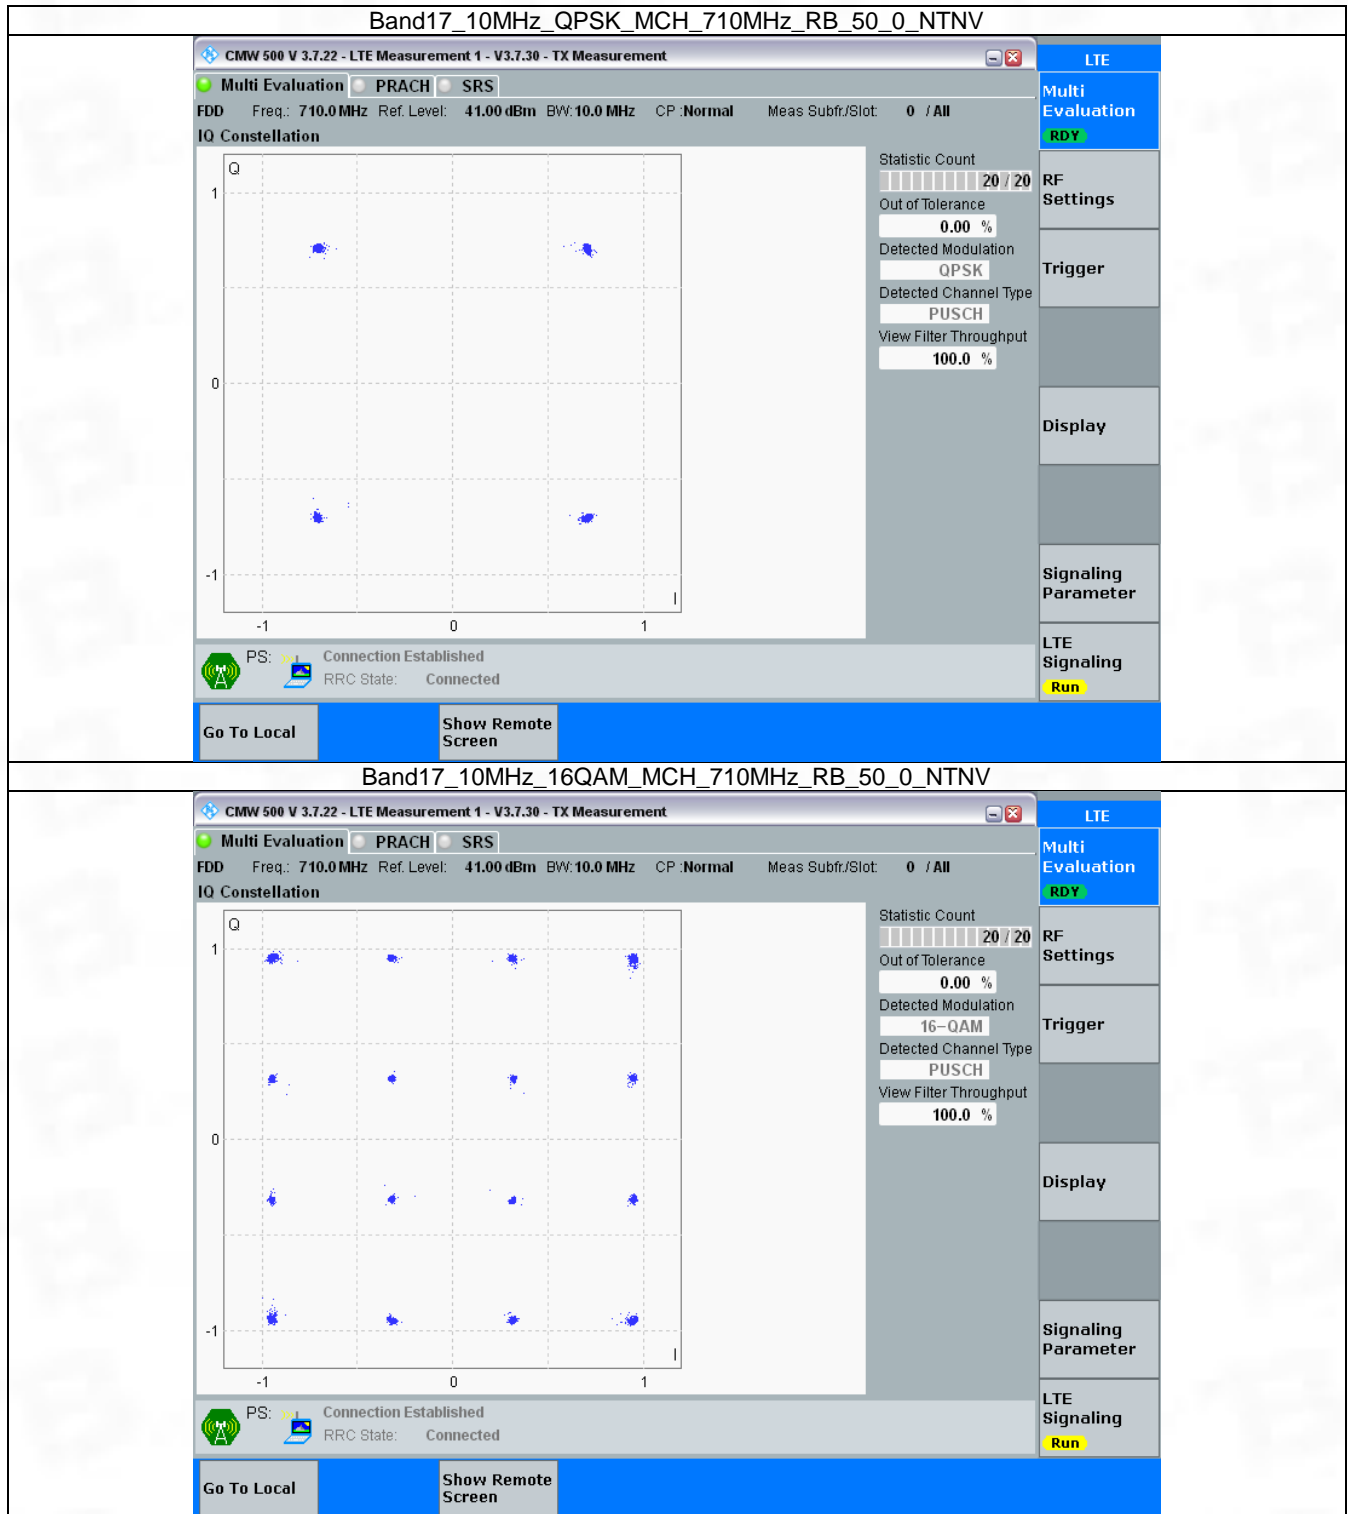 Band17_10MHz_QPSK_MCH_710MHz_RB_50_0_NTNV
CMW 500 V 3.7.22 - LTE Measurement 1 - V3.7.30 - TX Measurement
LTE
Multi Evaluation PRACH SRS
Multi
Evaluation
RDY
FDD Freq.: 710.0 MHz Ref. Level: 41.00 dBm BW: 10.0 MHz CP :Normal Meas Subfr./Slot: 0 / All
IQ Constellation
Q
1
0
-1
I
-1 0 1
Statistic Count
20 / 20
Out of Tolerance
0.00 %
Detected Modulation
QPSK
Detected Channel Type
PUSCH
View Filter Throughput
100.0 %
RF
Settings
Trigger
Display
Signaling
Parameter
LTE
Signaling
Run
PS: Connection Established
RRC State: Connected
Go To Local
Show Remote
Screen
Band17_10MHz_16QAM_MCH_710MHz_RB_50_0_NTNV
CMW 500 V 3.7.22 - LTE Measurement 1 - V3.7.30 - TX Measurement
LTE
Multi Evaluation PRACH SRS
Multi
Evaluation
RDY
FDD Freq.: 710.0 MHz Ref. Level: 41.00 dBm BW: 10.0 MHz CP :Normal Meas Subfr./Slot: 0 / All
IQ Constellation
Q
1
0
-1
I
-1 0 1
Statistic Count
20 / 20
Out of Tolerance
0.00 %
Detected Modulation
16-QAM
Detected Channel Type
PUSCH
View Filter Throughput
100.0 %
RF
Settings
Trigger
Display
Signaling
Parameter
LTE
Signaling
Run
PS: Connection Established
RRC State: Connected
Go To Local
Show Remote
Screen